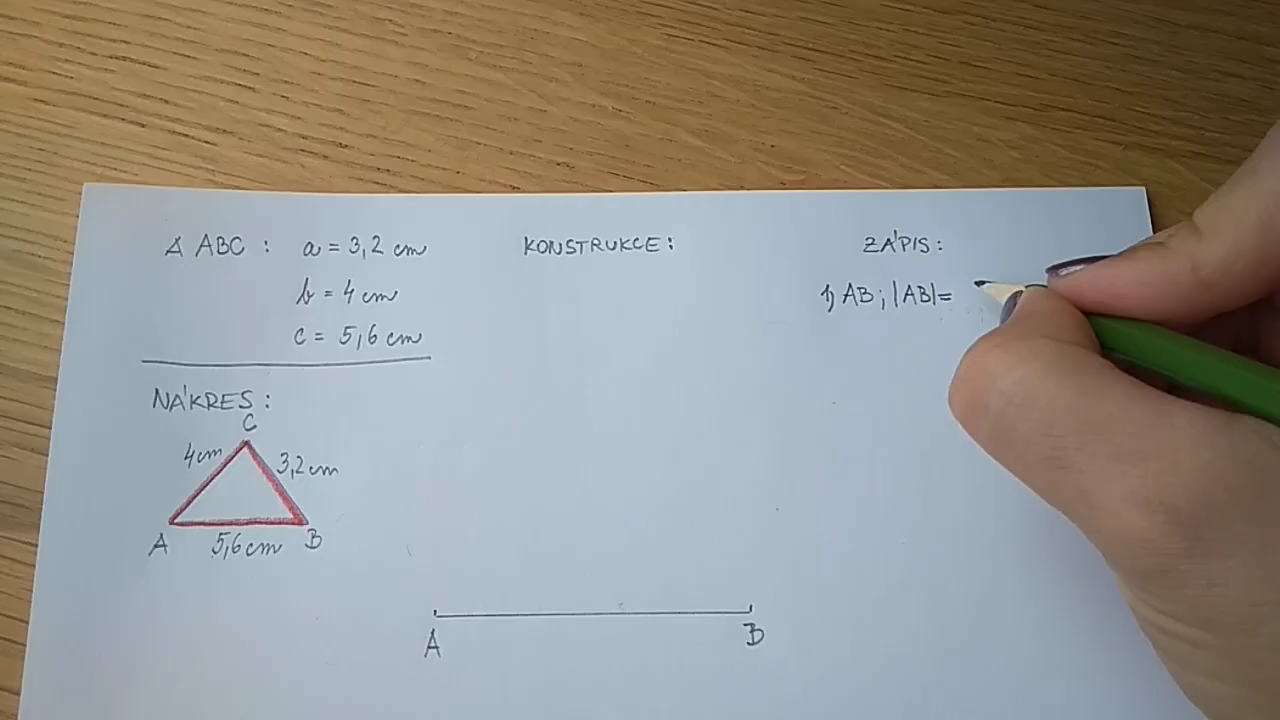 △ ABC : a = 3,2 cm
b = 4 cm
c = 5,6 cm
NÁKRES :
C
4cm
3,2cm
A
5,6cm
B
KONSTRUKCE :
A
B
ZÁPIS :
1) AB ; |AB| =